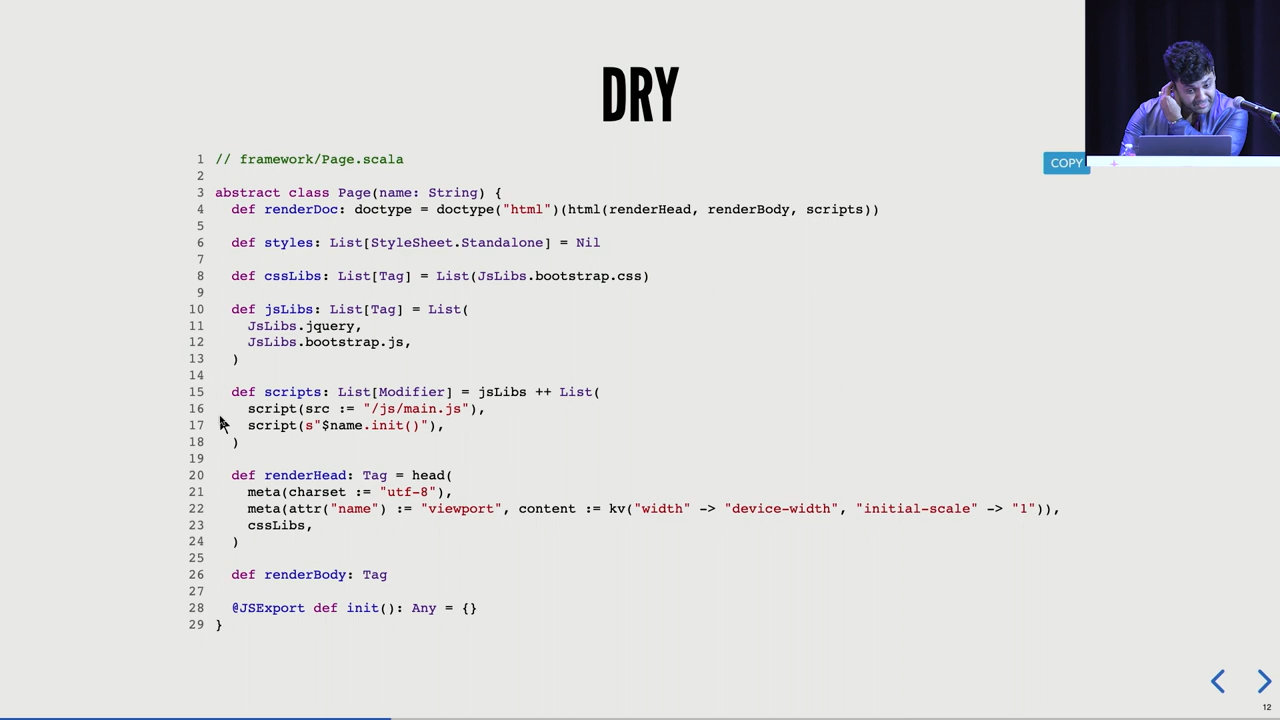 DRY
COPY
1 // framework/Page.scala
2
3 abstract class Page(name: String) {
4   def renderDoc: doctype = doctype("html")(html(renderHead, renderBody, scripts))
5
6   def styles: List[StyleSheet.Standalone] = Nil
7
8   def cssLibs: List[Tag] = List(JsLibs.bootstrap.css)
9
10   def jsLibs: List[Tag] = List(
11     JsLibs.jquery,
12     JsLibs.bootstrap.js,
13   )
14
15   def scripts: List[Modifier] = jsLibs ++ List(
16     script(src := "/js/main.js"),
17     script(s"$name.init()"),
18   )
19
20   def renderHead: Tag = head(
21     meta(charset := "utf-8"),
22     meta(attr("name") := "viewport", content := kv("width" -> "device-width", "initial-scale" -> "1")),
23     cssLibs,
24   )
25
26   def renderBody: Tag
27
28   @JSExport def init(): Any = {}
29 }
12